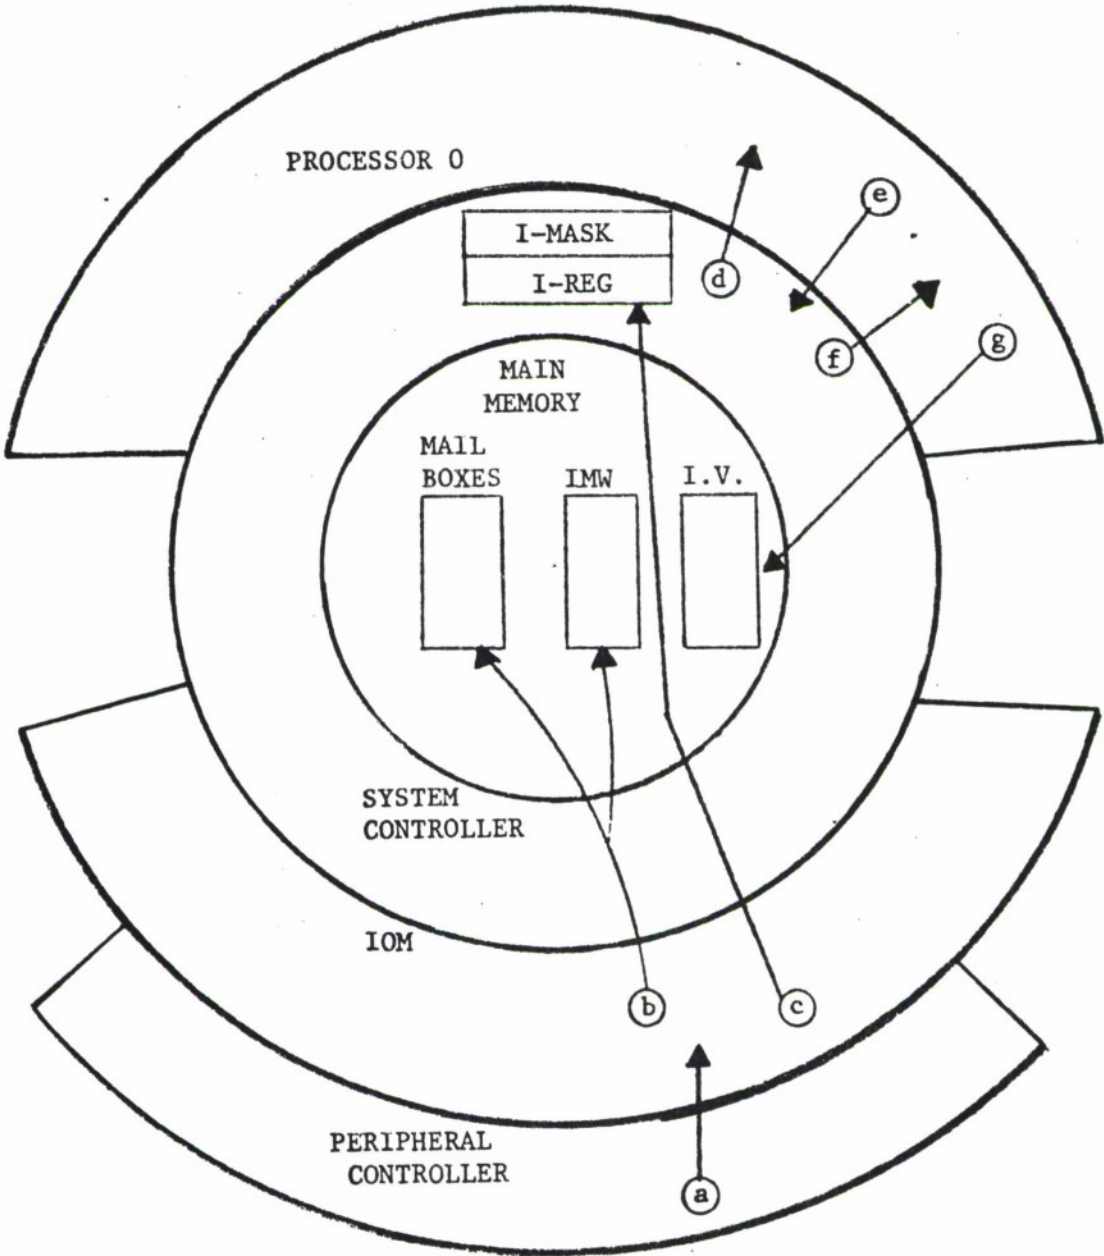 PROCESSOR 0
e
I-MASK
d
I-REG
g
f
MAIN
MEMORY
MAIL
BOXES
IMW
I.V.
SYSTEM
CONTROLLER
IOM
b
c
PERIPHERAL
CONTROLLER
a